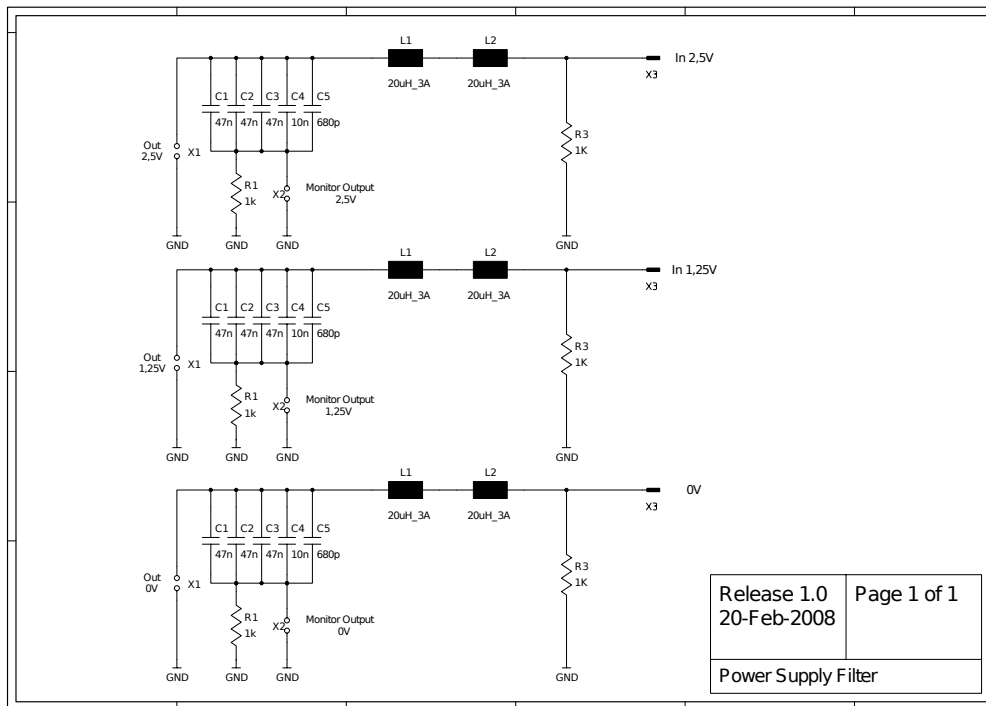 L1 L2
In 2,5V
X3
20uH_3A 20uH_3A
C1 C2 C3 C4 C5
47n 47n 47n 10n 680p
R3
1K
Out
2,5V
X1
R1
1k
X2
Monitor Output
2,5V
GND GND GND GND
L1 L2
In 1,25V
X3
20uH_3A 20uH_3A
C1 C2 C3 C4 C5
47n 47n 47n 10n 680p
R3
1K
Out
1,25V
X1
R1
1k
X2
Monitor Output
1,25V
GND GND GND GND
L1 L2
0V
X3
20uH_3A 20uH_3A
C1 C2 C3 C4 C5
47n 47n 47n 10n 680p
R3
1K
Out
0V
X1
R1
1k
X2
Monitor Output
0V
GND GND GND GND
Release 1.0
20-Feb-2008
Page 1 of 1
Power Supply Filter